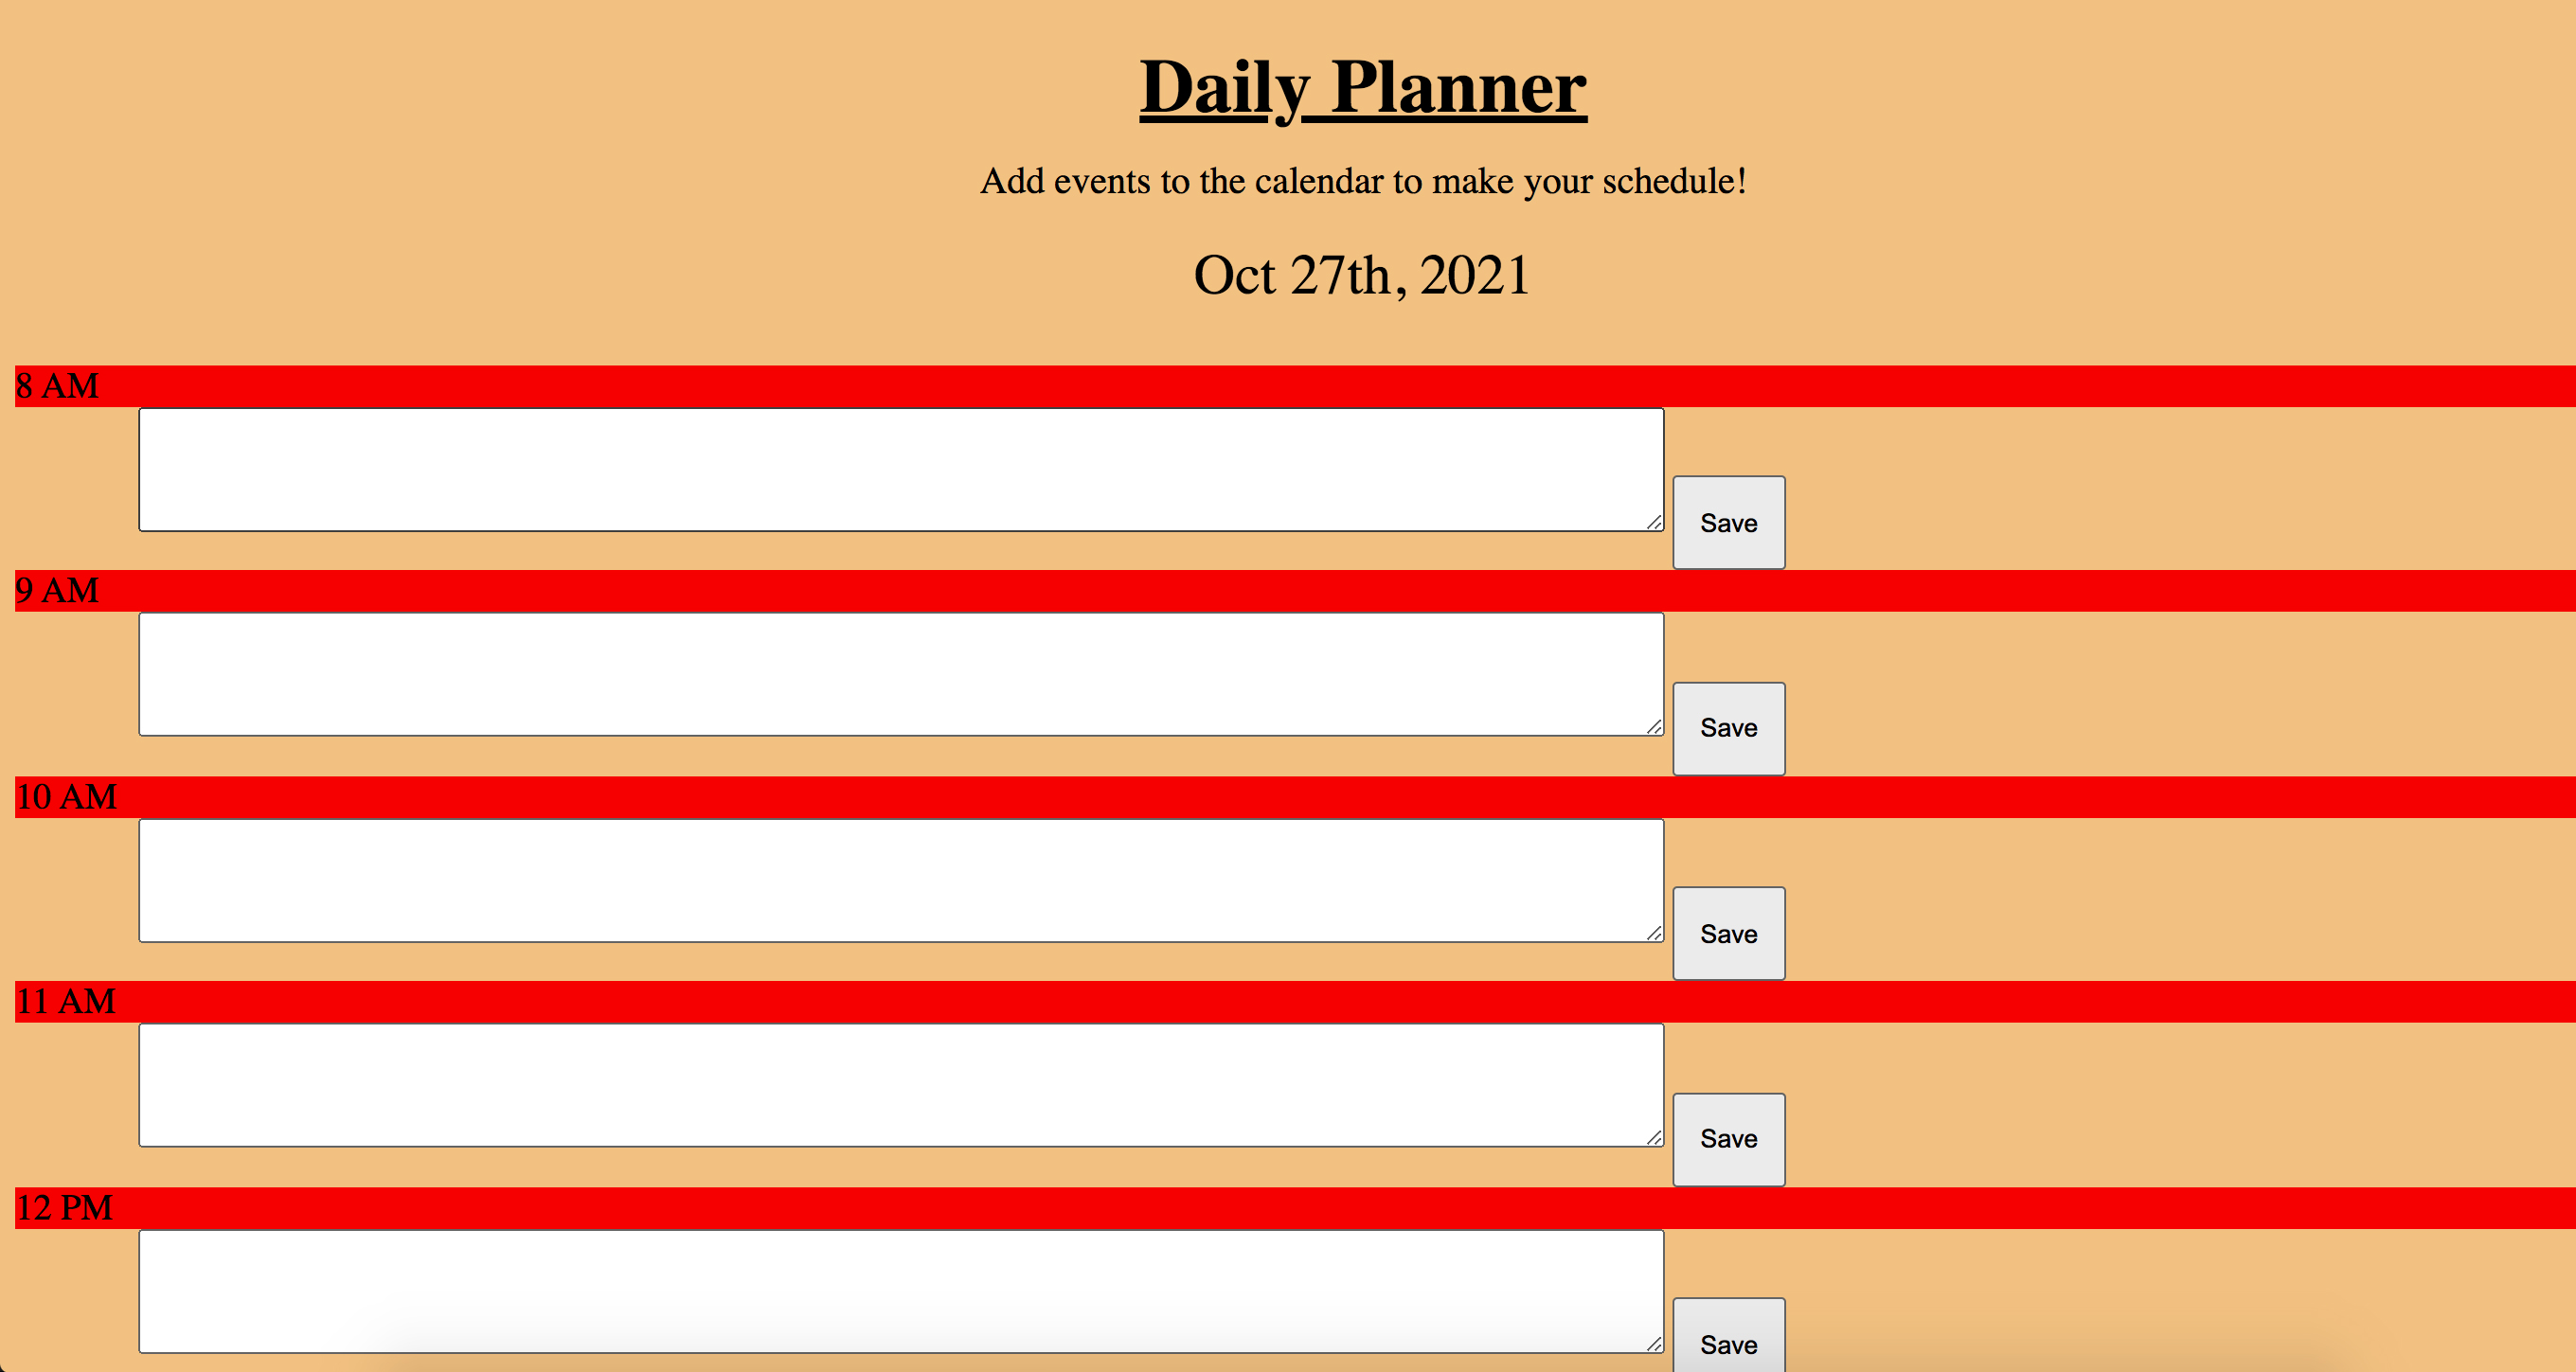 Daily Planner
Add events to the calendar to make your schedule!
Oct 27th, 2021
8 AM
Save
9 AM
Save
10 AM
Save
11 AM
Save
12 PM
Save